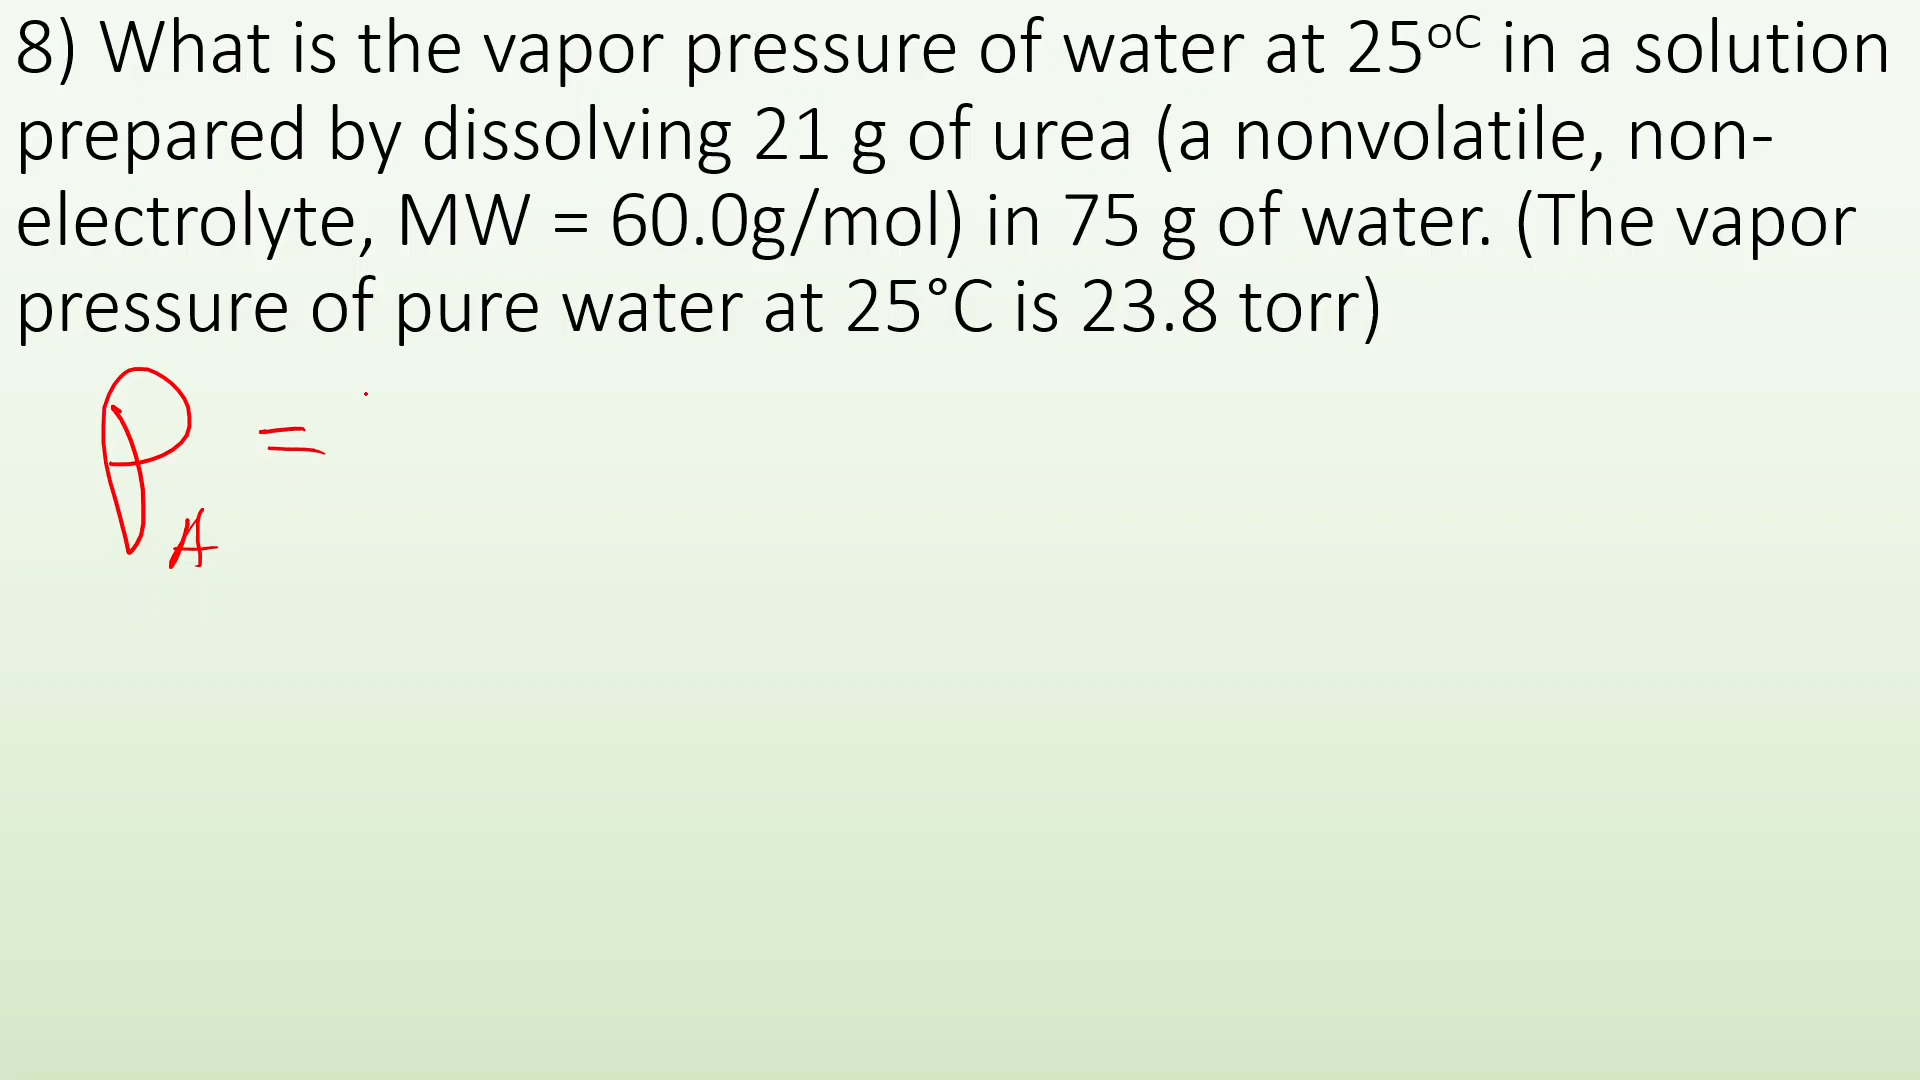 8) What is the vapor pressure of water at 25ᵒᶜ in a solution
prepared by dissolving 21 g of urea (a nonvolatile, non-
electrolyte, MW = 60.0g/mol) in 75 g of water. (The vapor
pressure of pure water at 25°C is 23.8 torr)
P_A =